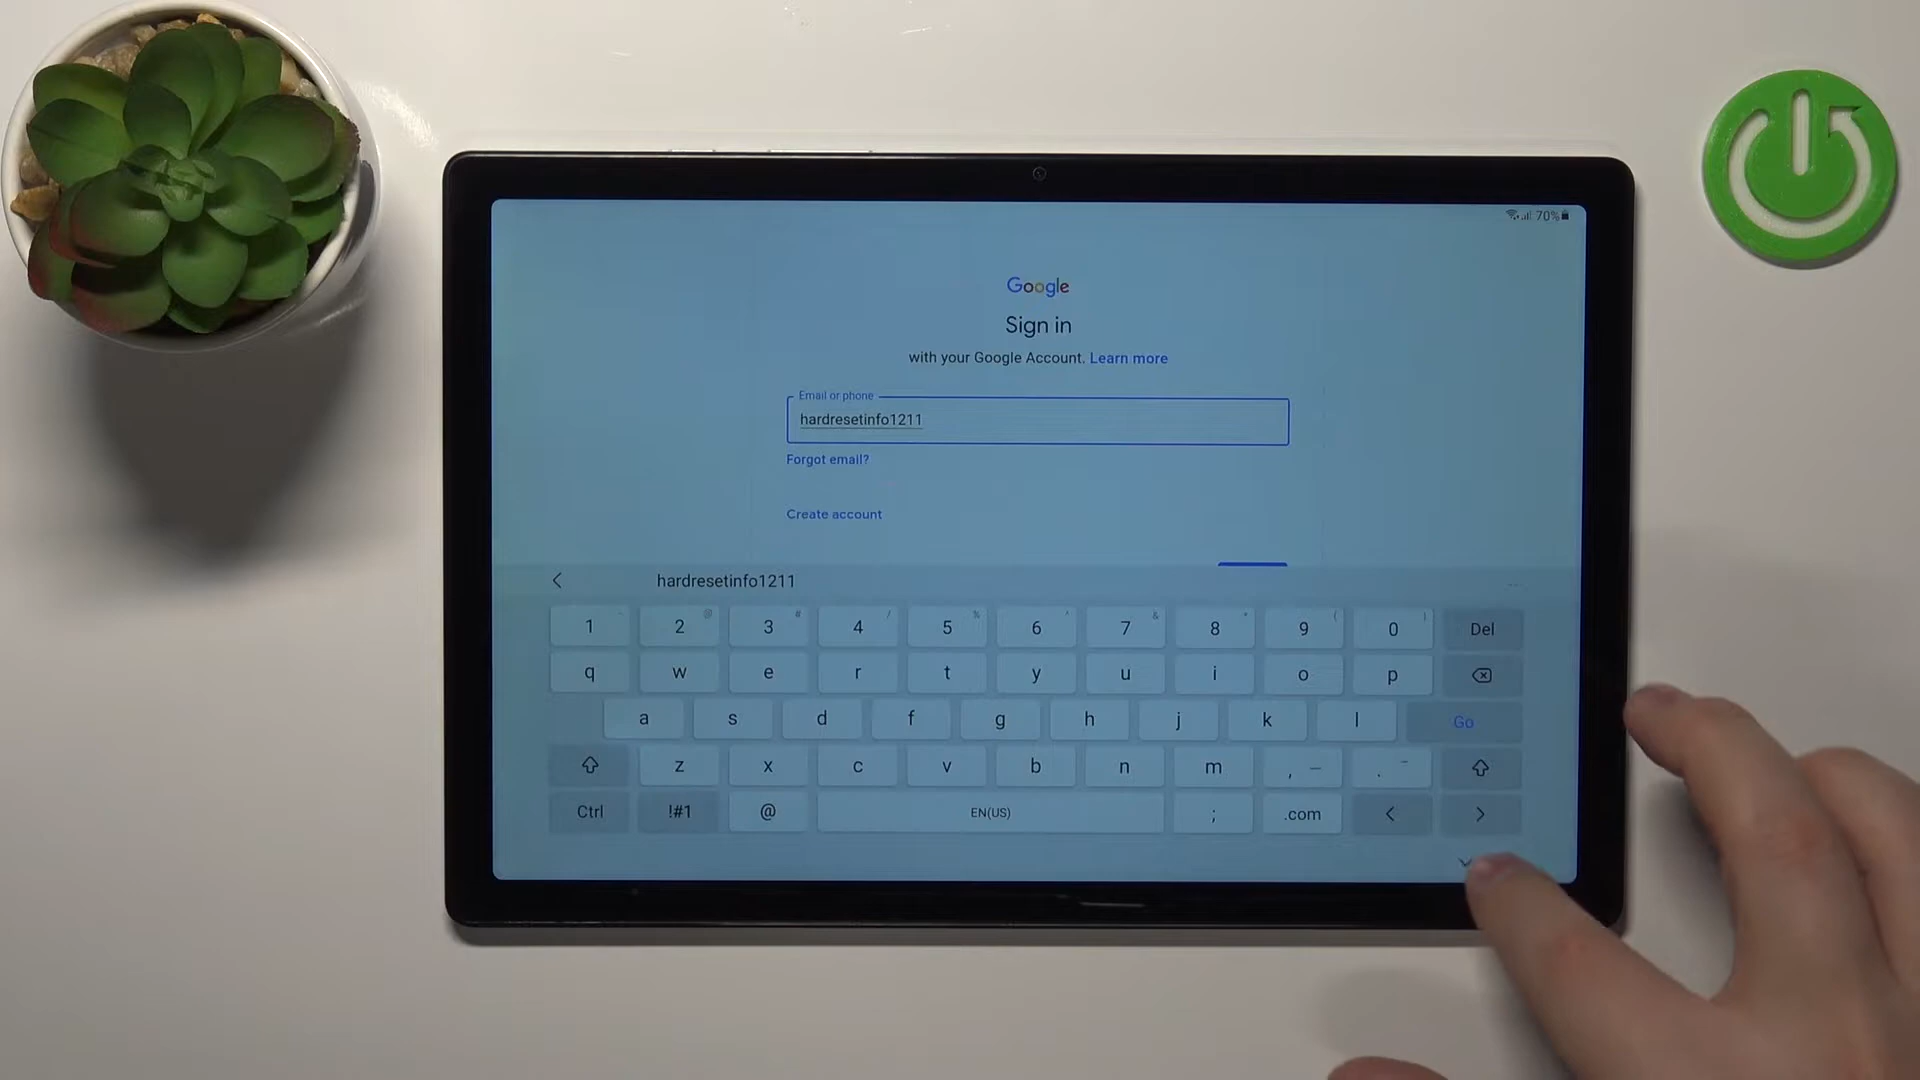 70%
Google
Sign in
with your Google Account. Learn more
Email or phone
hardresetinfo1211
Forgot email?
Create account
hardresetinfo1211
1 2 @ 3 # 4 / 5 % 6 ^ 7 & 8 * 9 ( 0 ) Del
q w e r t y u i o p
a s d f g h j k l Go
z x c v b n m , .
Ctrl !#1 @ EN(US) ; .com < >